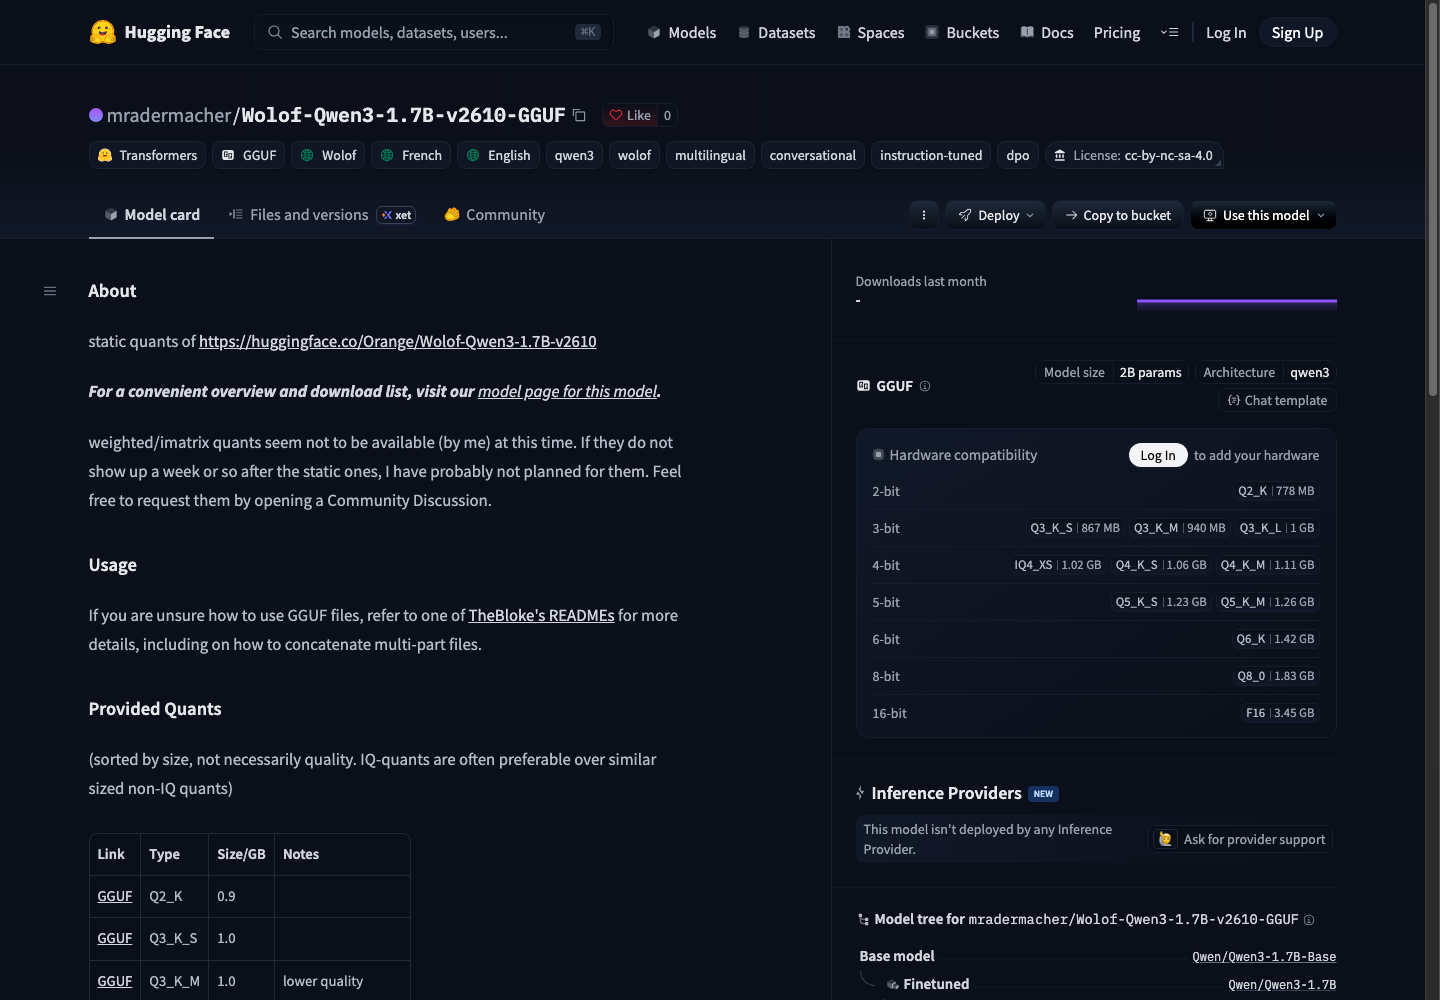 Hugging Face
Search models, datasets, users...
⌘K
Models
Datasets
Spaces
Buckets
Docs
Pricing
Log In
Sign Up
mradermacher/Wolof-Qwen3-1.7B-v2610-GGUF
Like 0
Transformers
GGUF
Wolof
French
English
qwen3
wolof
multilingual
conversational
instruction-tuned
dpo
License: cc-by-nc-sa-4.0
Model card
Files and versions
xet
Community
Deploy
Copy to bucket
Use this model
About
static quants of https://huggingface.co/Orange/Wolof-Qwen3-1.7B-v2610
For a convenient overview and download list, visit our model page for this model.
weighted/imatrix quants seem not to be available (by me) at this time. If they do not
show up a week or so after the static ones, I have probably not planned for them. Feel
free to request them by opening a Community Discussion.
Usage
If you are unsure how to use GGUF files, refer to one of TheBloke's READMEs for more
details, including on how to concatenate multi-part files.
Provided Quants
(sorted by size, not necessarily quality. IQ-quants are often preferable over similar
sized non-IQ quants)
Link Type Size/GB Notes
GGUF Q2_K 0.9
GGUF Q3_K_S 1.0
GGUF Q3_K_M 1.0 lower quality
Downloads last month
-
GGUF
Model size 2B params
Architecture qwen3
Chat template
Hardware compatibility
Log In to add your hardware
2-bit Q2_K 778 MB
3-bit Q3_K_S 867 MB Q3_K_M 940 MB Q3_K_L 1 GB
4-bit IQ4_XS 1.02 GB Q4_K_S 1.06 GB Q4_K_M 1.11 GB
5-bit Q5_K_S 1.23 GB Q5_K_M 1.26 GB
6-bit Q6_K 1.42 GB
8-bit Q8_0 1.83 GB
16-bit F16 3.45 GB
Inference Providers NEW
This model isn't deployed by any Inference
Provider.
Ask for provider support
Model tree for mradermacher/Wolof-Qwen3-1.7B-v2610-GGUF
Base model Qwen/Qwen3-1.7B-Base
Finetuned Qwen/Qwen3-1.7B